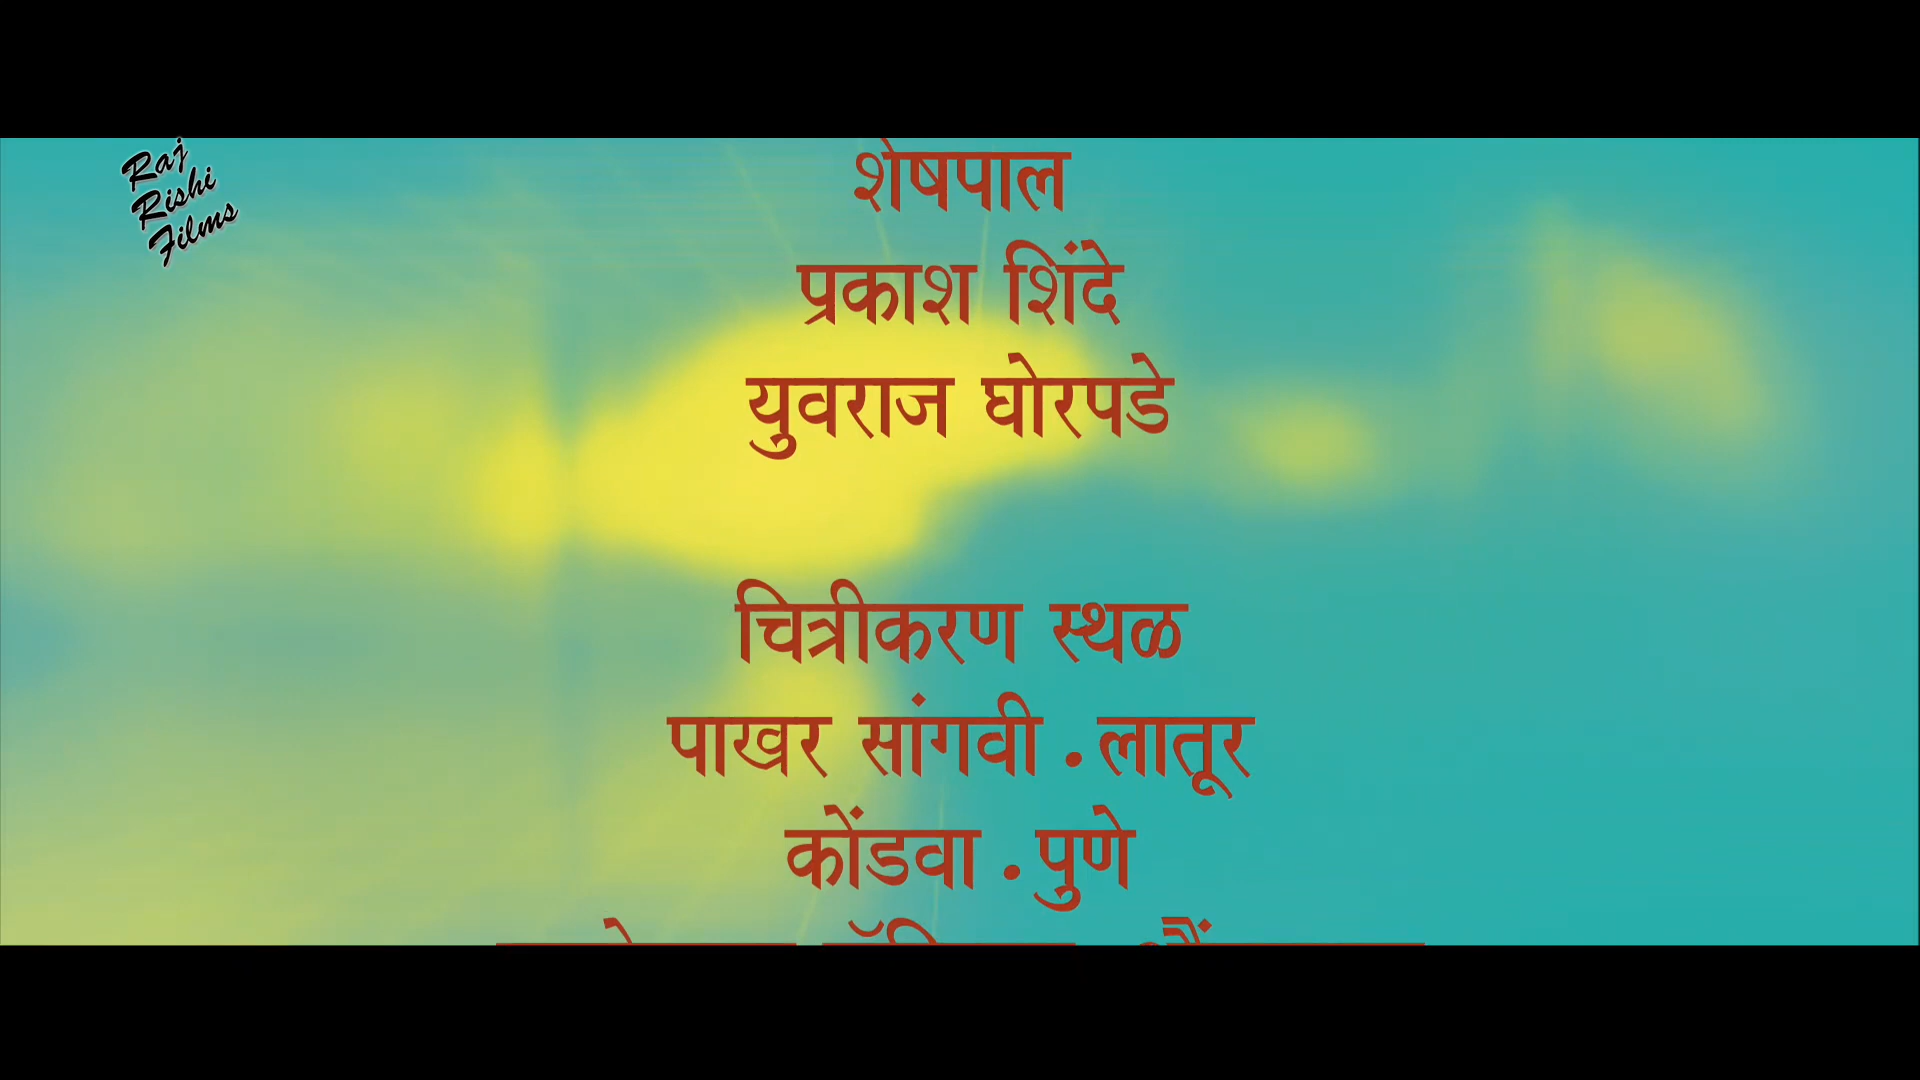 Raj
Rishi
Films
शेषपाल
प्रकाश शिंदे
युवराज घोरपडे
चित्रीकरण स्थळ
पाखर सांगवी . लातूर
कोंडवा . पुणे